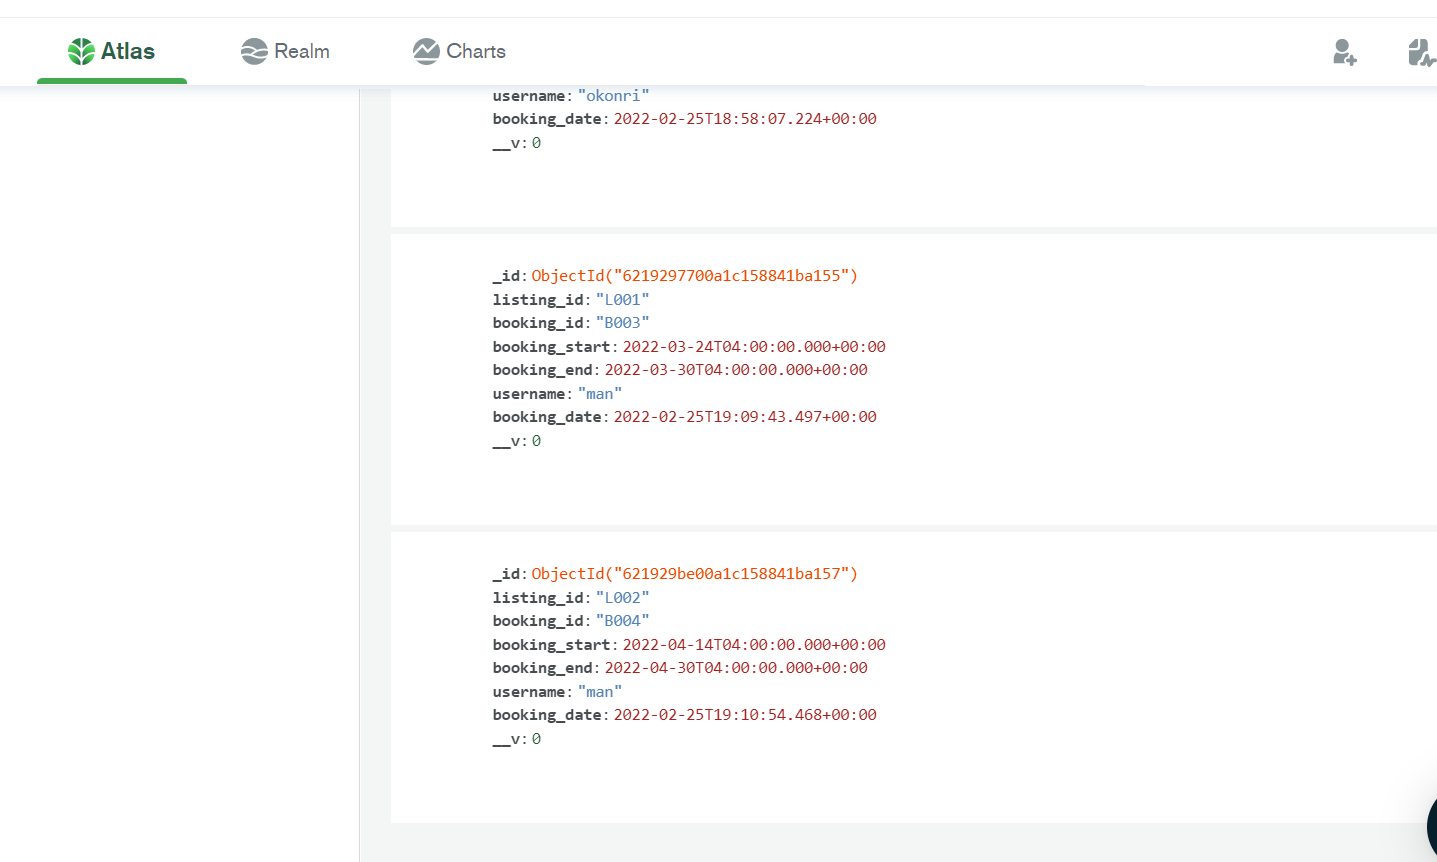 Atlas
Realm
Charts
username: "okonri"
booking_date: 2022-02-25T18:58:07.224+00:00
__v: 0
_id: ObjectId("6219297700a1c158841ba155")
listing_id: "L001"
booking_id: "B003"
booking_start: 2022-03-24T04:00:00.000+00:00
booking_end: 2022-03-30T04:00:00.000+00:00
username: "man"
booking_date: 2022-02-25T19:09:43.497+00:00
__v: 0
_id: ObjectId("621929be00a1c158841ba157")
listing_id: "L002"
booking_id: "B004"
booking_start: 2022-04-14T04:00:00.000+00:00
booking_end: 2022-04-30T04:00:00.000+00:00
username: "man"
booking_date: 2022-02-25T19:10:54.468+00:00
__v: 0